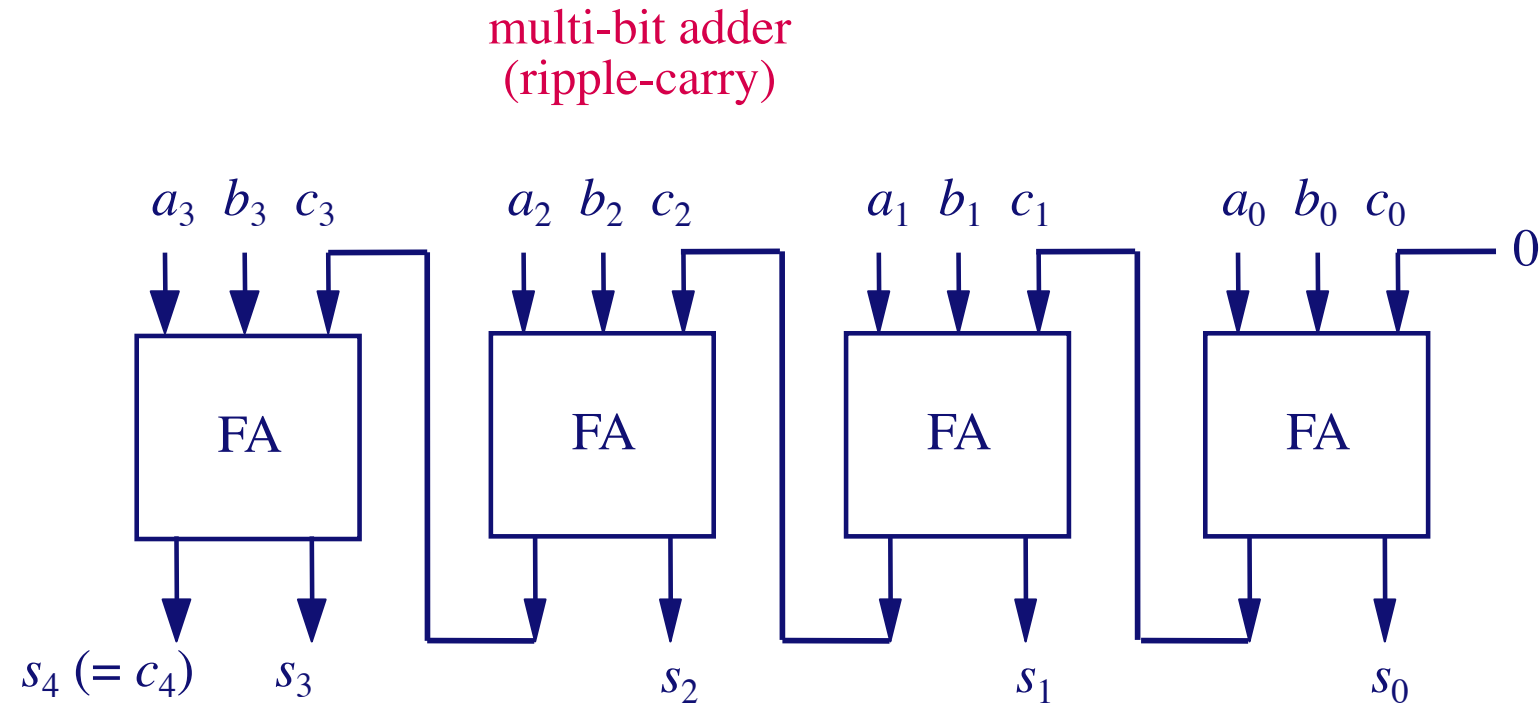 multi-bit adder
(ripple-carry)
a₃ b₃ c₃ a₂ b₂ c₂ a₁ b₁ c₁ a₀ b₀ c₀
0
FA FA FA FA
s₄ (= c₄) s₃ s₂ s₁ s₀